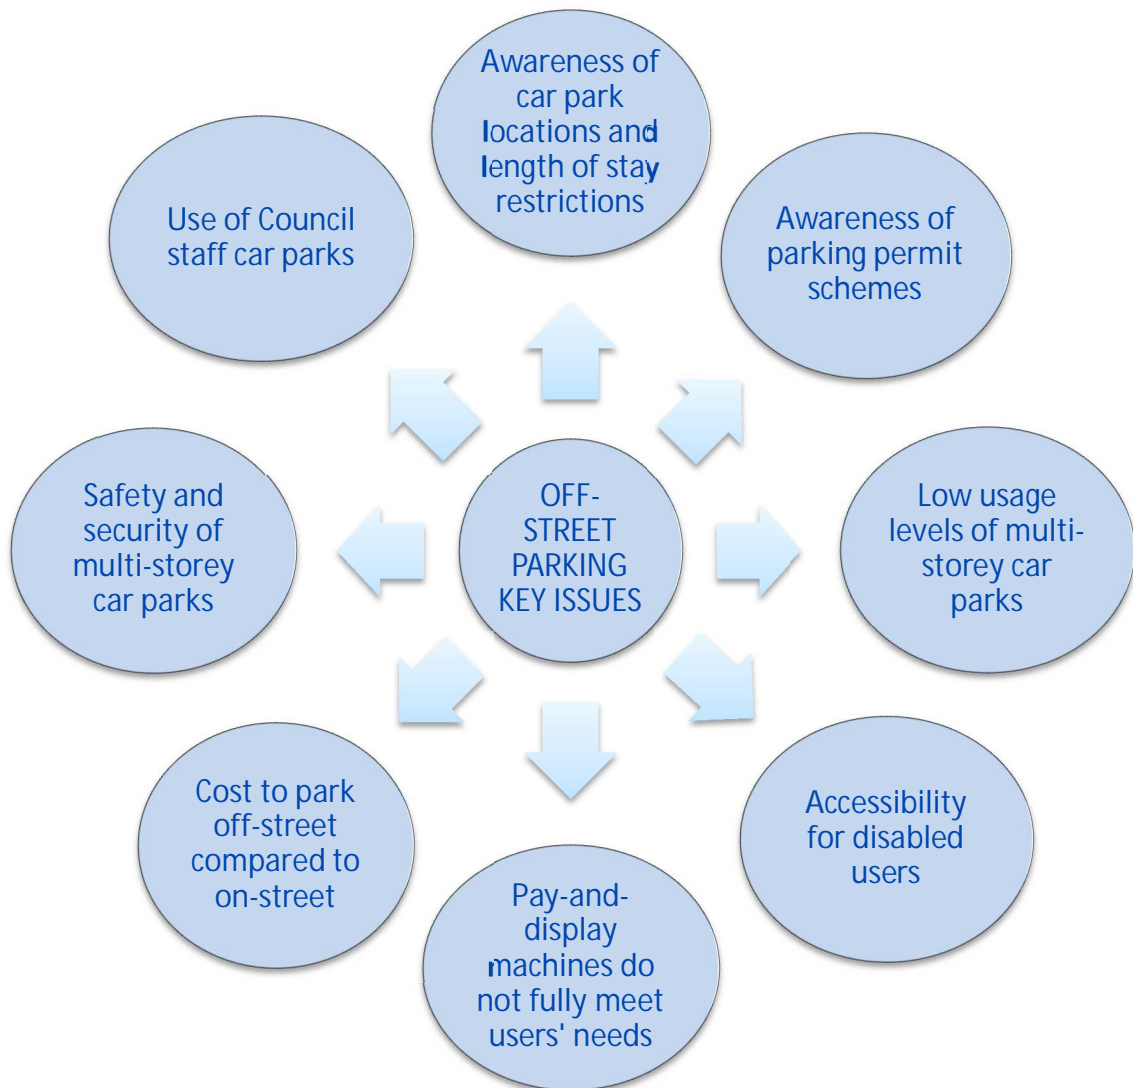 Awareness of
car park
locations and
length of stay
restrictions
Use of Council
staff car parks
Awareness of
parking permit
schemes
Safety and
security of
multi-storey
car parks
OFF-
STREET
PARKING
KEY ISSUES
Low usage
levels of multi-
storey car
parks
Cost to park
off-street
compared to
on-street
Accessibility
for disabled
users
Pay-and-
display
machines do
not fully meet
users' needs